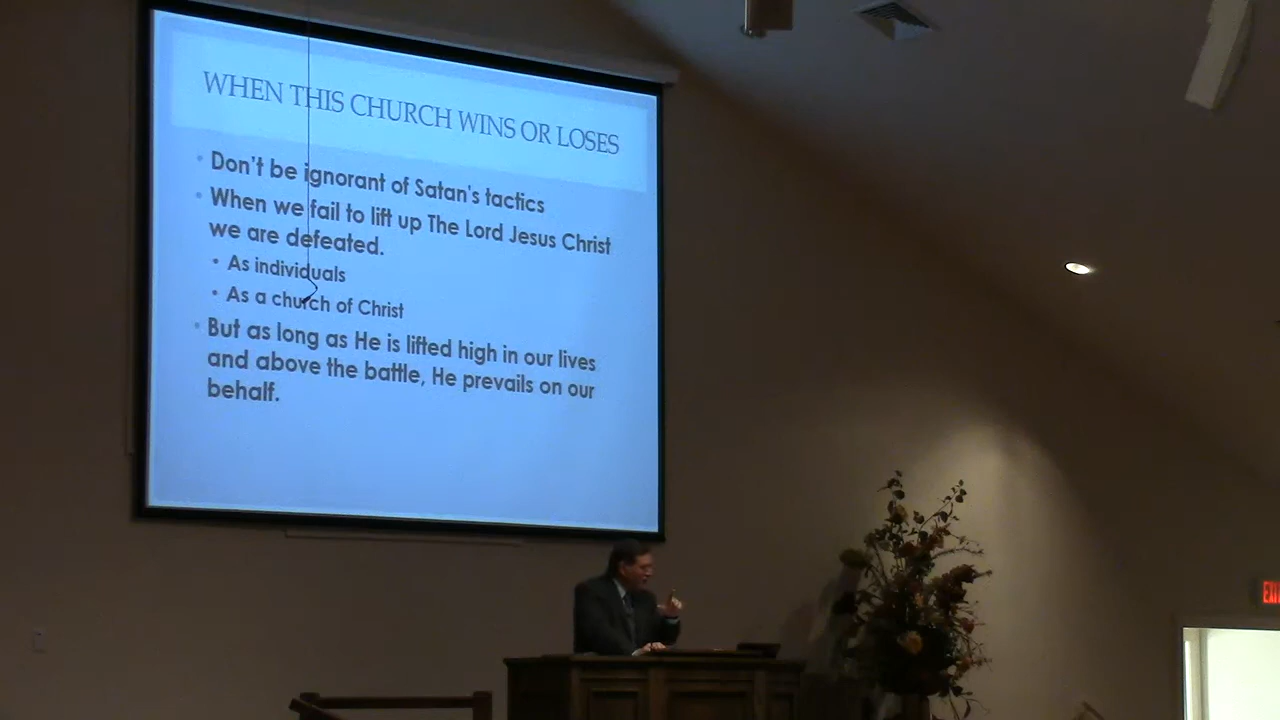 WHEN THIS CHURCH WINS OR LOSES
• Don't be ignorant of Satan's tactics
• When we fail to lift up The Lord Jesus Christ
we are defeated.
• As individuals
• As a church of Christ
• But as long as He is lifted high in our lives
and above the battle, He prevails on our
behalf.